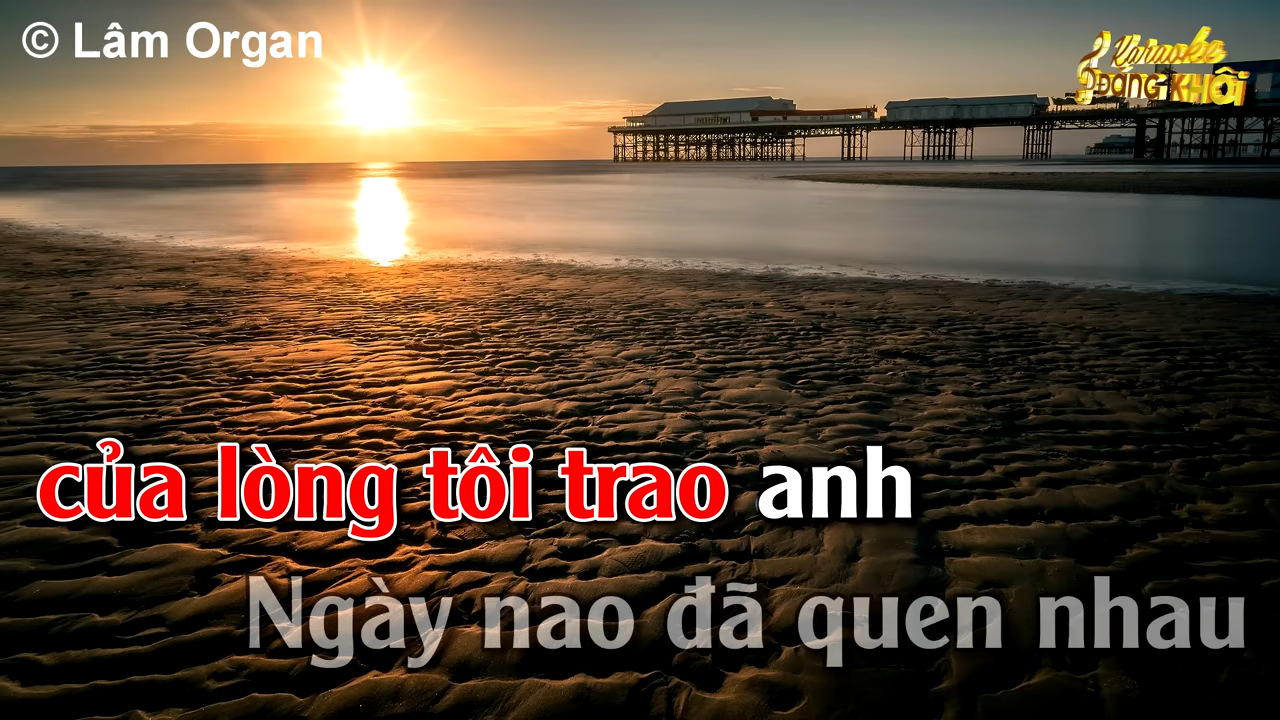 © Lâm Organ
Karaoke
ĐĂNG KHÔI
của lòng tôi trao anh
Ngày nao đã quen nhau